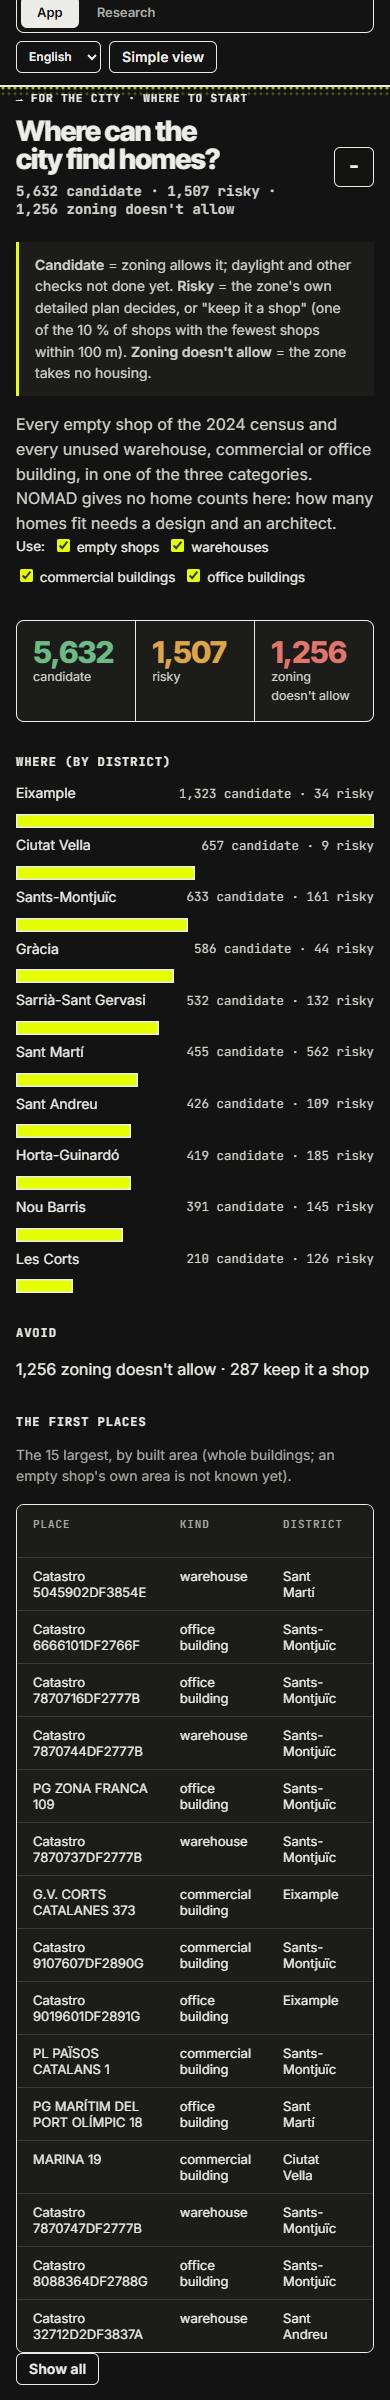 App Research
English Simple view
FOR THE CITY · WHERE TO START
Where can the
city find homes?
-
5,632 candidate · 1,507 risky ·
1,256 zoning doesn't allow
Candidate = zoning allows it; daylight and other
checks not done yet. Risky = the zone's own
detailed plan decides, or "keep it a shop" (one
of the 10 % of shops with the fewest shops
within 100 m). Zoning doesn't allow = the zone
takes no housing.
Every empty shop of the 2024 census and
every unused warehouse, commercial or office
building, in one of the three categories.
NOMAD gives no home counts here: how many
homes fit needs a design and an architect.
Use: empty shops warehouses
commercial buildings office buildings
5,632 1,507 1,256
candidate risky zoning
doesn't allow
WHERE (BY DISTRICT)
Eixample 1,323 candidate · 34 risky
Ciutat Vella 657 candidate · 9 risky
Sants-Montjuïc 633 candidate · 161 risky
Gràcia 586 candidate · 44 risky
Sarrià-Sant Gervasi 532 candidate · 132 risky
Sant Martí 455 candidate · 562 risky
Sant Andreu 426 candidate · 109 risky
Horta-Guinardó 419 candidate · 185 risky
Nou Barris 391 candidate · 145 risky
Les Corts 210 candidate · 126 risky
AVOID
1,256 zoning doesn't allow · 287 keep it a shop
THE FIRST PLACES
The 15 largest, by built area (whole buildings; an
empty shop's own area is not known yet).
PLACE KIND DISTRICT
Catastro warehouse Sant
5045902DF3854E Martí
Catastro office Sants-
6666101DF2766F building Montjuïc
Catastro office Sants-
7870716DF2777B building Montjuïc
Catastro warehouse Sants-
7870744DF2777B Montjuïc
PG ZONA FRANCA office Sants-
109 building Montjuïc
Catastro warehouse Sants-
7870737DF2777B Montjuïc
G.V. CORTS commercial Eixample
CATALANES 373 building
Catastro commercial Sants-
9107607DF2890G building Montjuïc
Catastro office Eixample
9019601DF2891G building
PL PAÏSOS commercial Sants-
CATALANS 1 building Montjuïc
PG MARÍTIM DEL office Sant
PORT OLÍMPIC 18 building Martí
MARINA 19 commercial Ciutat
building Vella
Catastro warehouse Sants-
7870747DF2777B Montjuïc
Catastro office Sants-
8088364DF2788G building Montjuïc
Catastro warehouse Sant
32712D2DF3837A Andreu
Show all